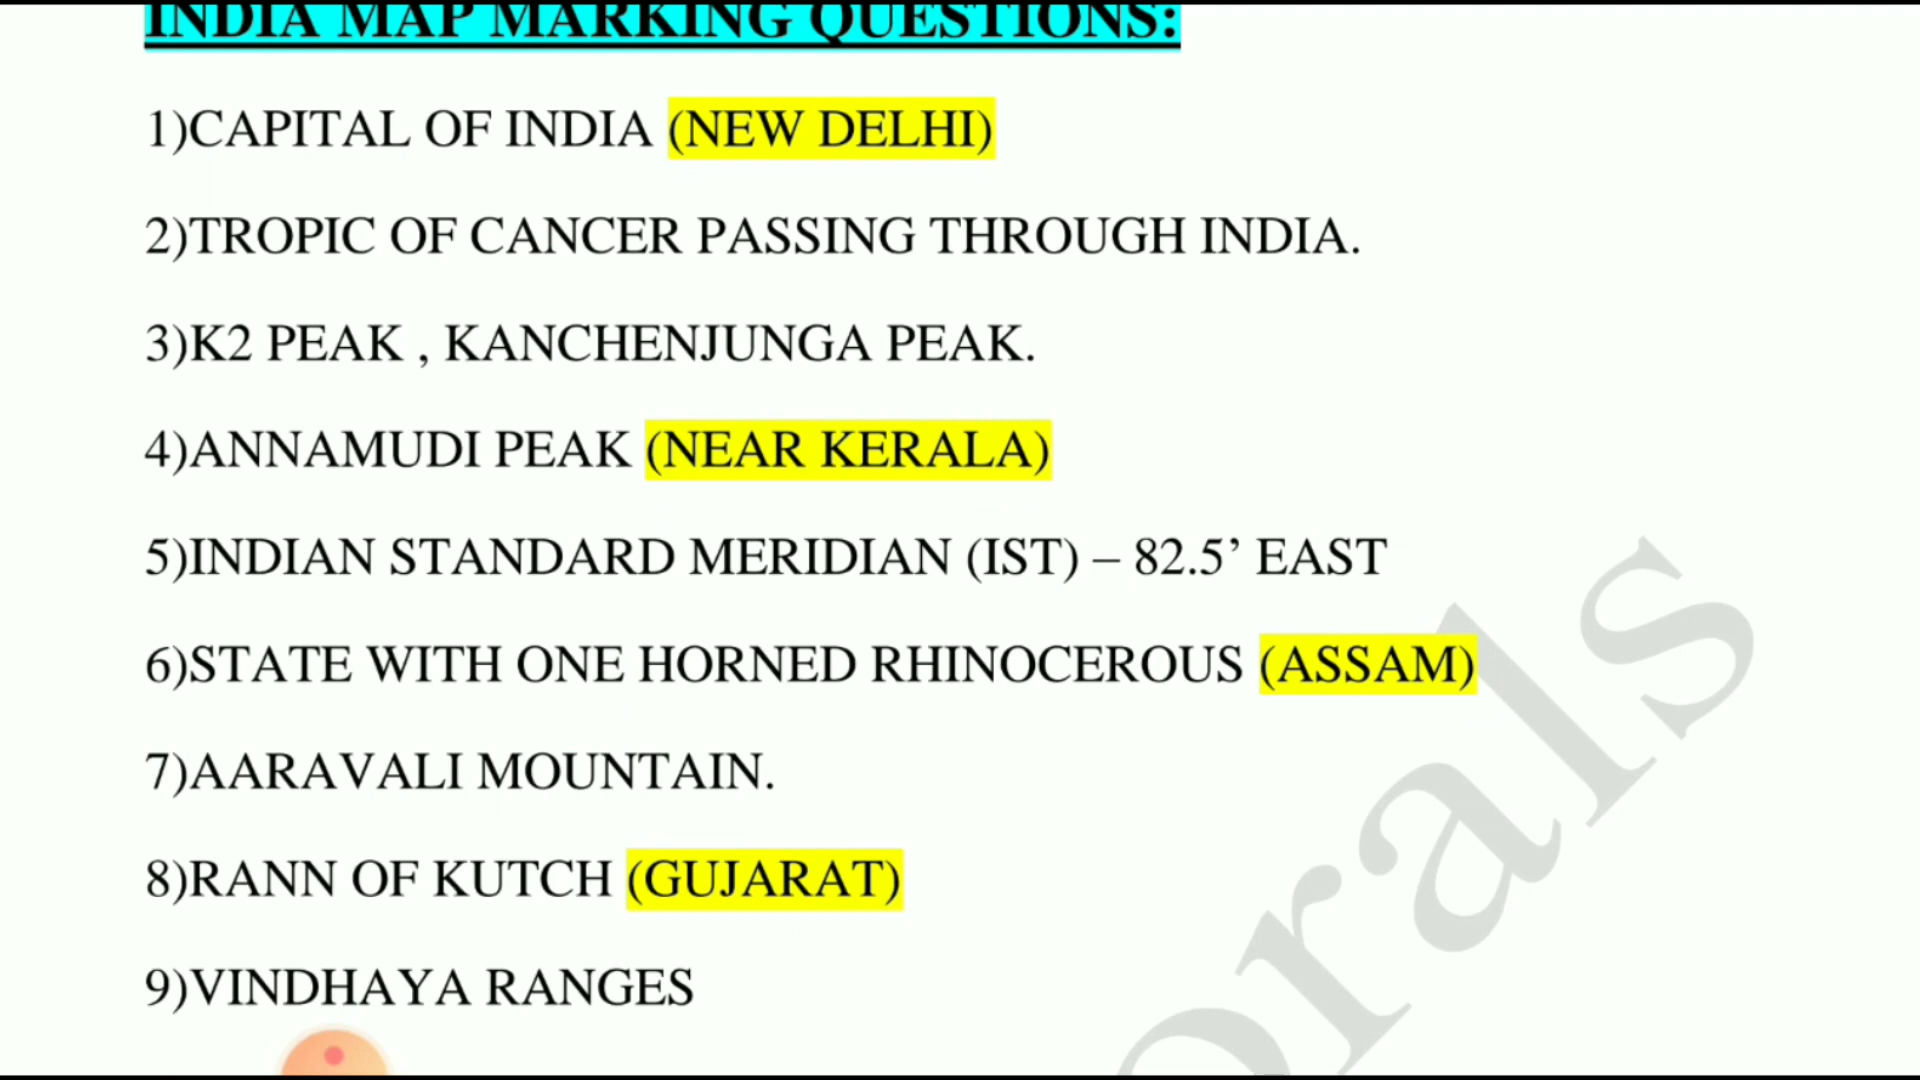 INDIA MAP MARKING QUESTIONS:
1)CAPITAL OF INDIA (NEW DELHI)
2)TROPIC OF CANCER PASSING THROUGH INDIA.
3)K2 PEAK , KANCHENJUNGA PEAK.
4)ANNAMUDI PEAK (NEAR KERALA)
5)INDIAN STANDARD MERIDIAN (IST) – 82.5’ EAST
6)STATE WITH ONE HORNED RHINOCEROUS (ASSAM)
7)AARAVALI MOUNTAIN.
8)RANN OF KUTCH (GUJARAT)
9)VINDHAYA RANGES
orals